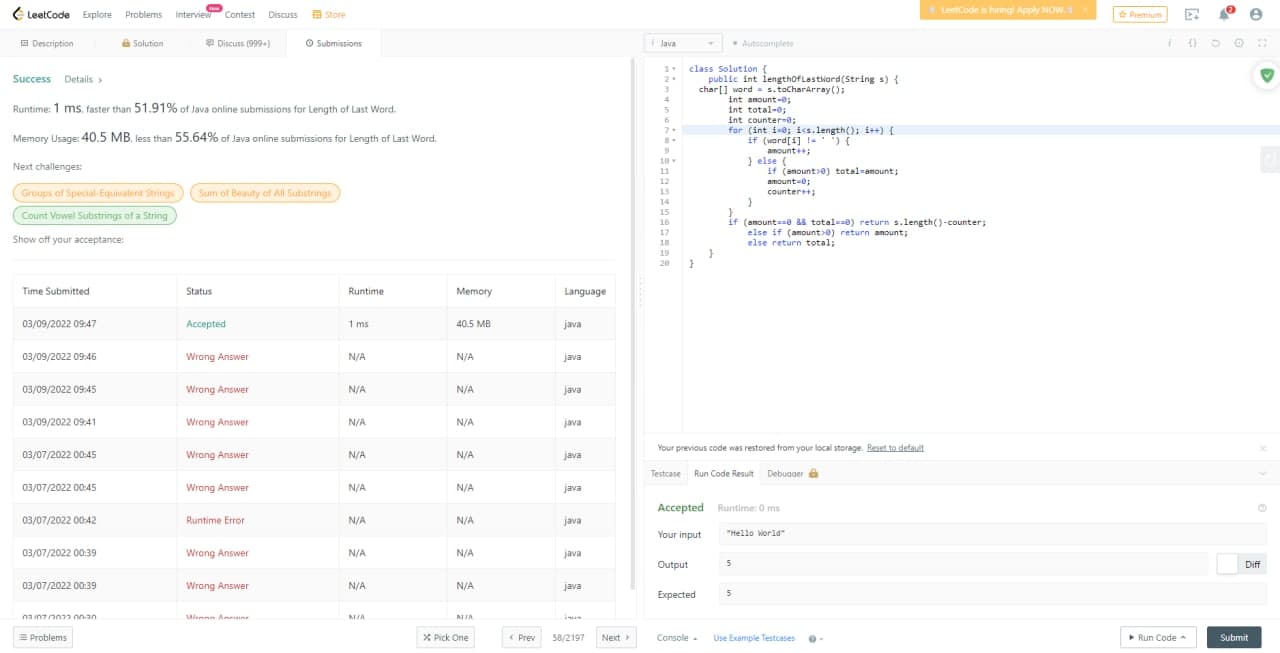 LeetCode Explore Problems Interview New Contest Discuss Store LeetCode is hiring! Apply NOW. Premium 2
Description Solution Discuss (999+) Submissions
Success Details
Runtime: 1 ms, faster than 51.91% of Java online submissions for Length of Last Word.
Memory Usage: 40.5 MB, less than 55.64% of Java online submissions for Length of Last Word.
Next challenges:
Groups of Special-Equivalent Strings Sum of Beauty of All Substrings
Count Vowel Substrings of a String
Show off your acceptance:
Time Submitted Status Runtime Memory Language
03/09/2022 09:47 Accepted 1 ms 40.5 MB java
03/09/2022 09:46 Wrong Answer N/A N/A java
03/09/2022 09:45 Wrong Answer N/A N/A java
03/09/2022 09:41 Wrong Answer N/A N/A java
03/07/2022 00:45 Wrong Answer N/A N/A java
03/07/2022 00:45 Wrong Answer N/A N/A java
03/07/2022 00:42 Runtime Error N/A N/A java
03/07/2022 00:39 Wrong Answer N/A N/A java
03/07/2022 00:39 Wrong Answer N/A N/A java
Problems Pick One < Prev 58/2197 Next >
i Java Autocomplete i {}
1 class Solution {
2 public int lengthOfLastWord(String s) {
3 char[] word = s.toCharArray();
4 int amount=0;
5 int total=0;
6 int counter=0;
7 for (int i=0; i<s.length(); i++) {
8 if (word[i] != ' ') {
9 amount++;
10 } else {
11 if (amount>0) total=amount;
12 amount=0;
13 counter++;
14 }
15 }
16 if (amount==0 && total==0) return s.length()-counter;
17 else if (amount>0) return amount;
18 else return total;
19 }
20 }
Your previous code was restored from your local storage. Reset to default
Testcase Run Code Result Debugger
Accepted Runtime: 0 ms
Your input "Hello World"
Output 5 Diff
Expected 5
Console Use Example Testcases Run Code Submit